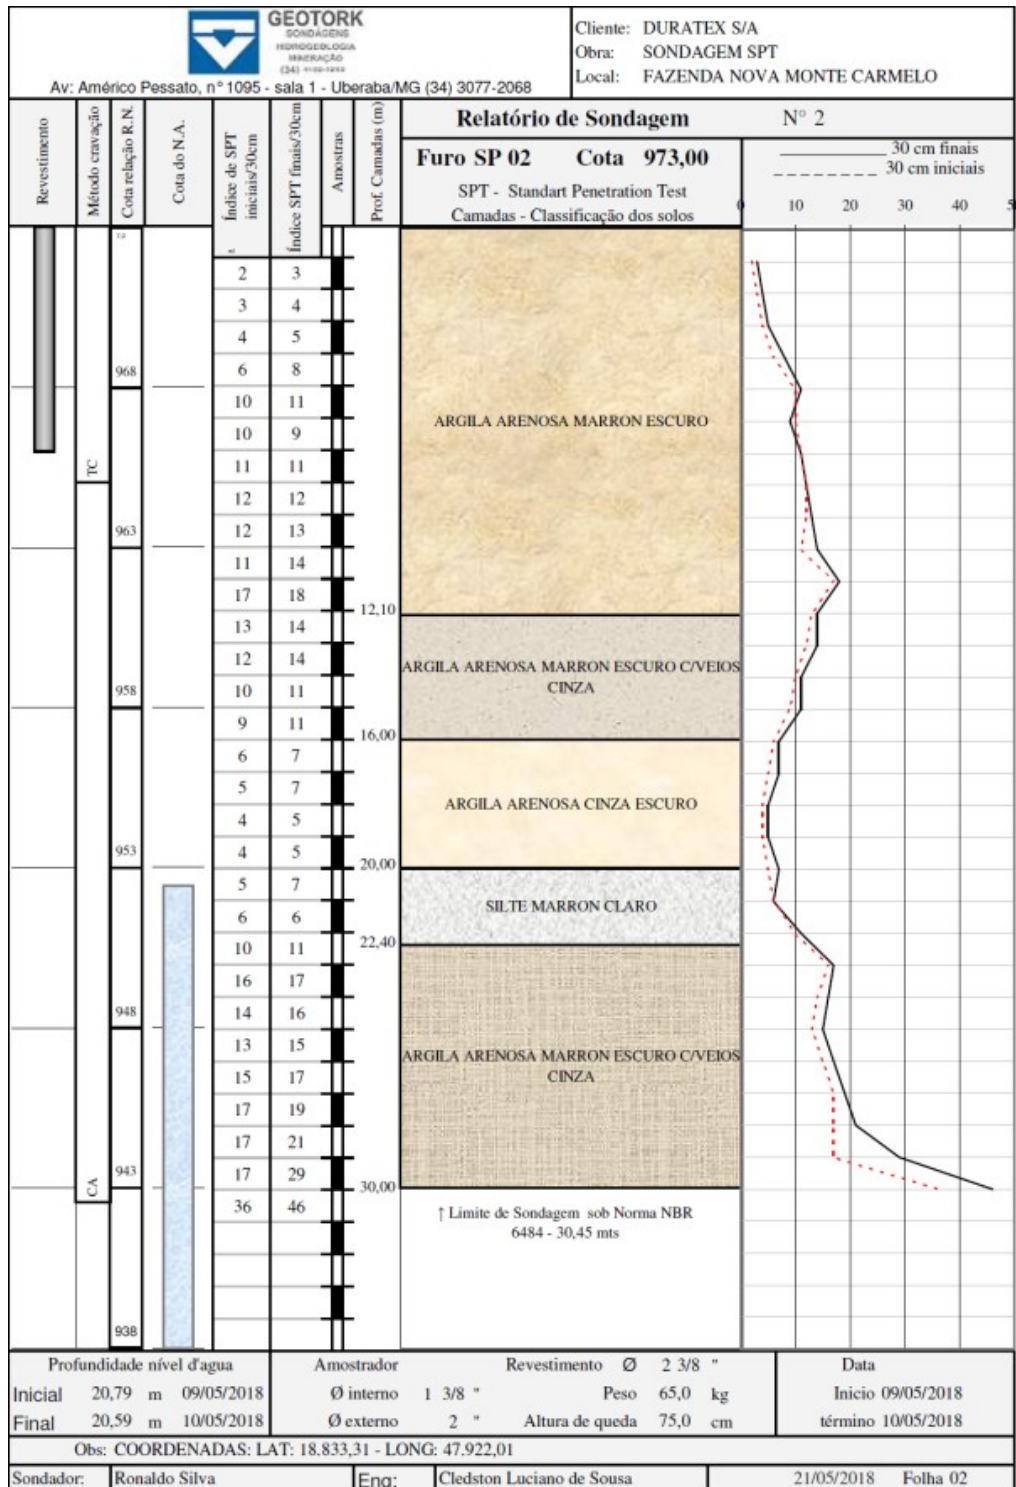 GEOTORK
SONDAGENS
HIDROGEOLOGIA
MINERAÇÃO
Av: Américo Pessato, n° 1095 - sala 1 - Uberaba/MG (34) 3077-2068
Cliente: DURATEX S/A
Obra: SONDAGEM SPT
Local: FAZENDA NOVA MONTE CARMELO
Revestimento
Método cravação
Cota relação R.N.
Cota do N.A.
Índice de SPT iniciais/30cm
Índice SPT finais/30cm
Amostras
Prof. Camadas (m)
Relatório de Sondagem N° 2
Furo SP 02 Cota 973,00
SPT - Standart Penetration Test
Camadas - Classificação dos solos
30 cm finais
30 cm iniciais
0 10 20 30 40 50
2 3
3 4
4 5
6 8
968
10 11
ARGILA ARENOSA MARRON ESCURO
10 9
TC
11 11
12 12
12 13
963
11 14
17 18
12,10
13 14
12 14
ARGILA ARENOSA MARRON ESCURO C/VEIOS
CINZA
10 11
958
9 11
16,00
6 7
5 7
ARGILA ARENOSA CINZA ESCURO
4 5
4 5
953
20,00
5 7
SILTE MARRON CLARO
6 6
10 11
22,40
16 17
14 16
948
13 15
ARGILA ARENOSA MARRON ESCURO C/VEIOS
CINZA
15 17
17 19
17 21
17 29
943
CA
30,00
36 46
↑ Limite de Sondagem sob Norma NBR
6484 - 30,45 mts
938
Profundidade nível d'agua Amostrador Revestimento Ø 2 3/8 " Data
Inicial 20,79 m 09/05/2018 Ø interno 1 3/8 " Peso 65,0 kg Inicio 09/05/2018
Final 20,59 m 10/05/2018 Ø externo 2 " Altura de queda 75,0 cm término 10/05/2018
Obs: COORDENADAS: LAT: 18.833,31 - LONG: 47.922,01
Sondador: Ronaldo Silva Eng: Cledston Luciano de Sousa 21/05/2018 Folha 02